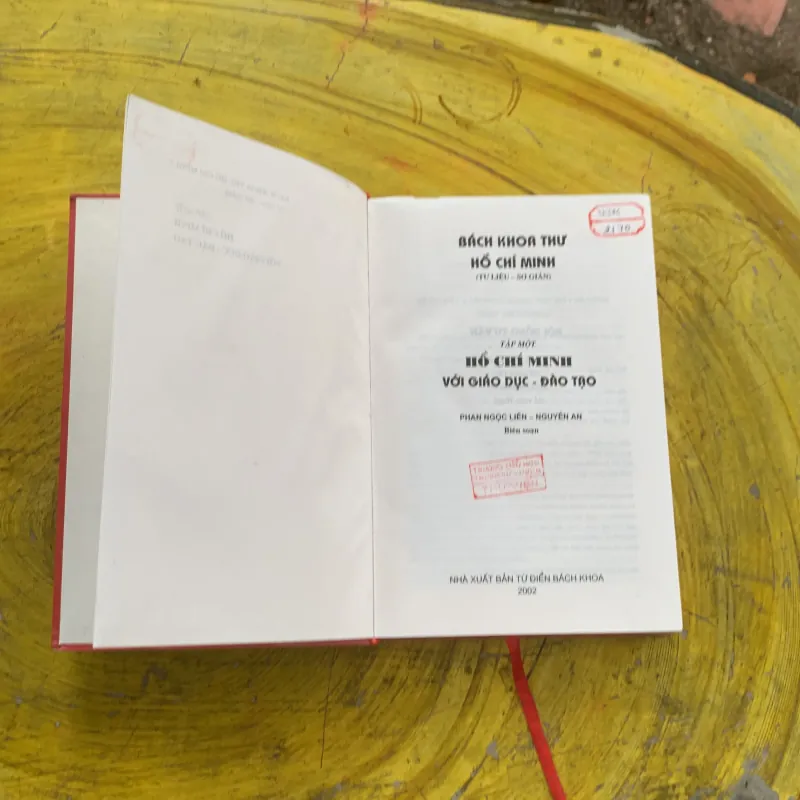 BÁCH KHOA THƯ
HỒ CHÍ MINH
(TƯ LIỆU – SƠ GIẢN)
TẬP MỘT
HỒ CHÍ MINH
VỚI GIÁO DỤC - ĐÀO TẠO
PHAN NGỌC LIÊN – NGUYÊN AN
Biên soạn
NHÀ XUẤT BẢN TỪ ĐIỂN BÁCH KHOA
2002